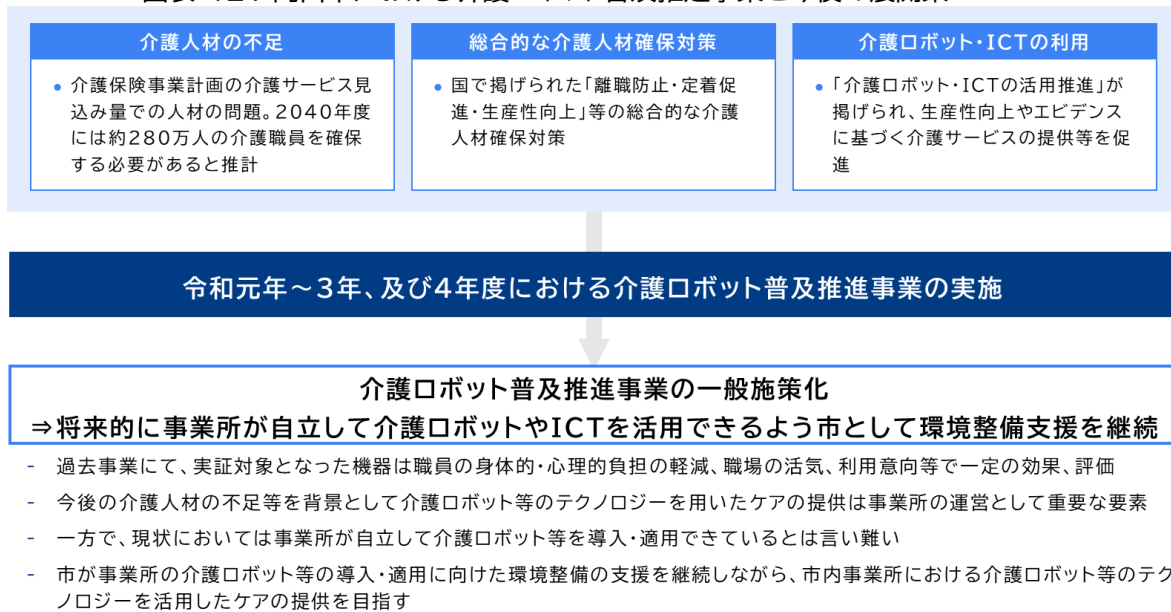 介護人材の不足
• 介護保険事業計画の介護サービス見
込み量での人材の問題。2040年度
には約280万人の介護職員を確保
する必要があると推計
総合的な介護人材確保対策
• 国で掲げられた「離職防止・定着促
進・生産性向上」等の総合的な介護
人材確保対策
介護ロボット・ICTの利用
• 「介護ロボット・ICTの活用推進」が
掲げられ、生産性向上やエビデンス
に基づく介護サービスの提供等を促
進
令和元年～3年、及び4年度における介護ロボット普及推進事業の実施
介護ロボット普及推進事業の一般施策化
⇒将来的に事業所が自立して介護ロボットやICTを活用できるよう市として環境整備支援を継続
- 過去事業にて、実証対象となった機器は職員の身体的・心理的負担の軽減、職場の活気、利用意向等で一定の効果、評価
- 今後の介護人材の不足等を背景として介護ロボット等のテクノロジーを用いたケアの提供は事業所の運営として重要な要素
- 一方で、現状においては事業所が自立して介護ロボット等を導入・適用できているとは言い難い
- 市が事業所の介護ロボット等の導入・適用に向けた環境整備の支援を継続しながら、市内事業所における介護ロボット等のテク
ノロジーを活用したケアの提供を目指す